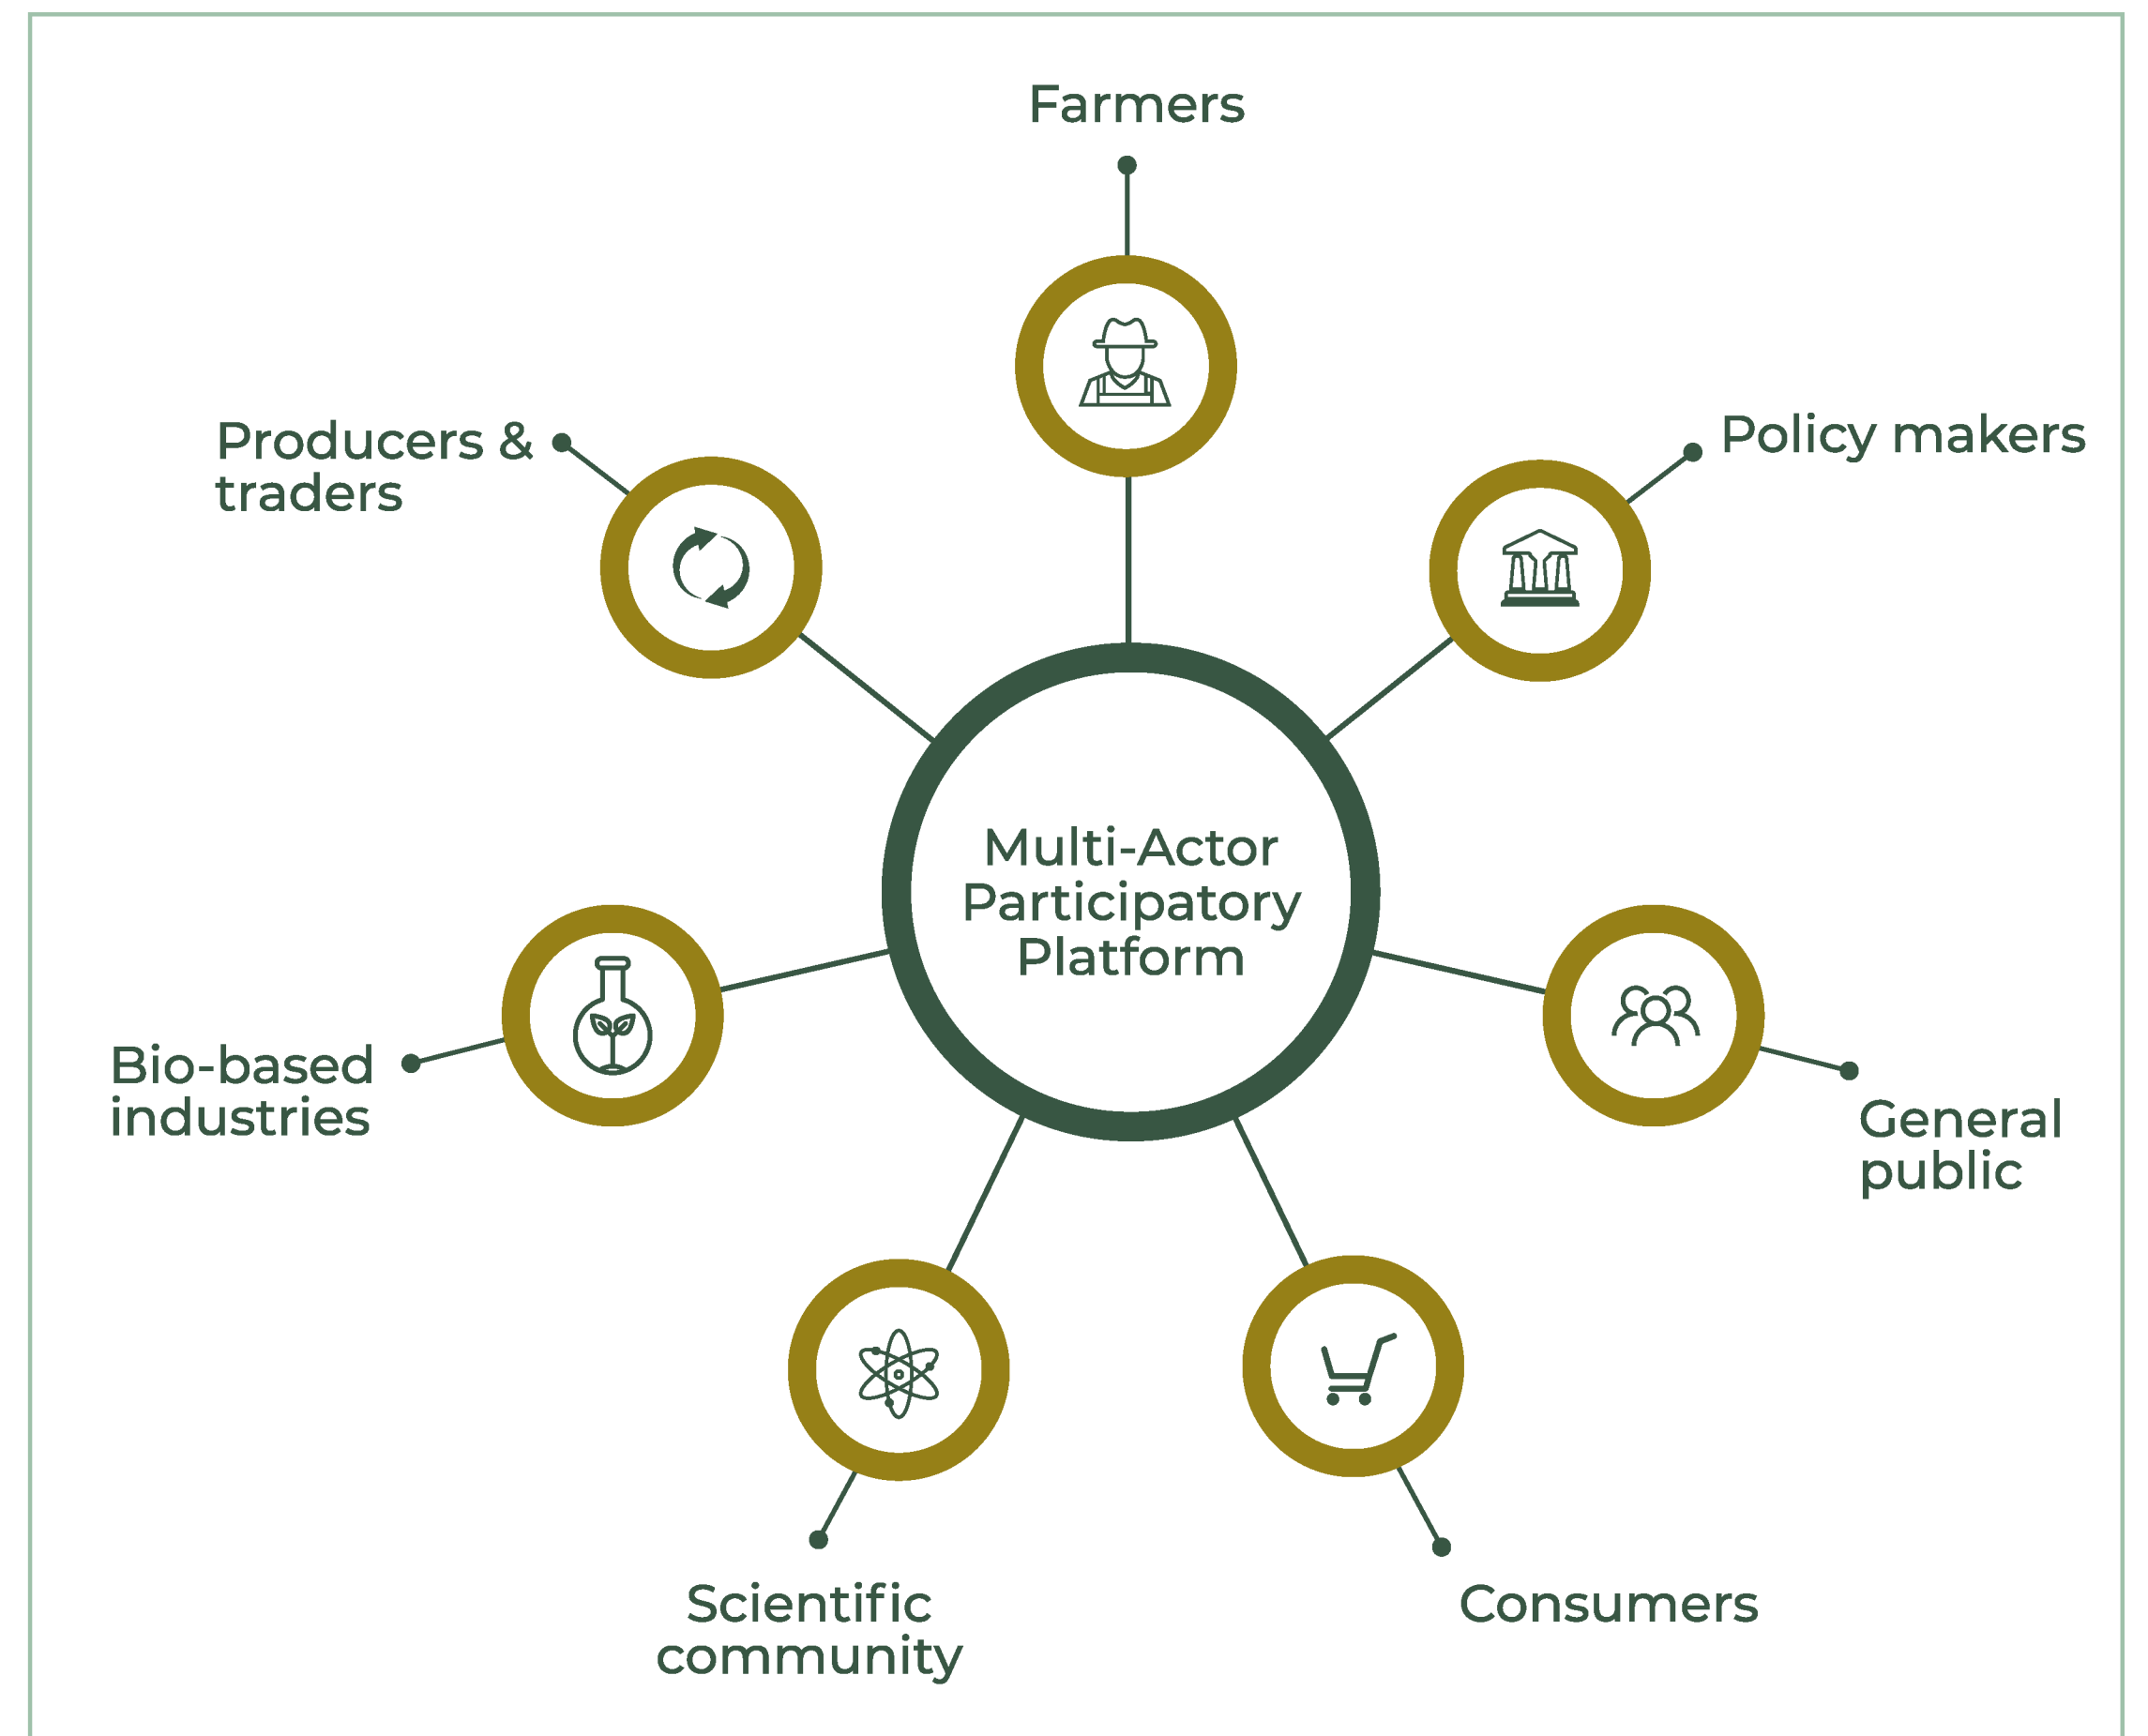 Farmers
Producers &
traders
Policy makers
Multi-Actor
Participatory
Platform
Bio-based
industries
General
public
Scientific
community
Consumers